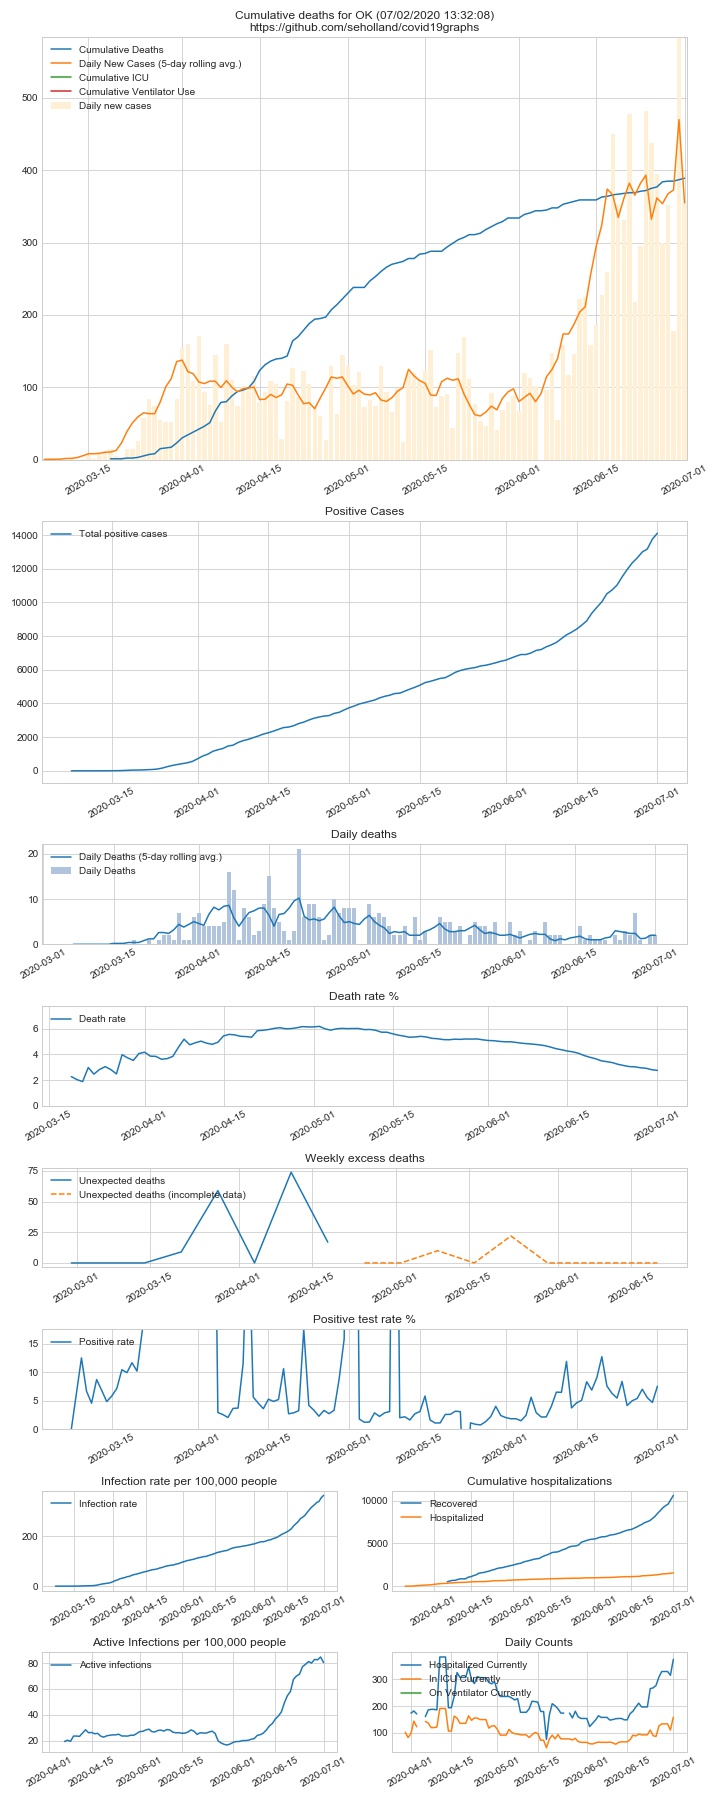 Cumulative deaths for OK (07/02/2020 13:32:08)
https://github.com/seholland/covid19graphs
Cumulative Deaths
Daily New Cases (5-day rolling avg.)
Cumulative ICU
Cumulative Ventilator Use
Daily new cases
500
400
300
200
100
0
2020-03-15 2020-04-01 2020-04-15 2020-05-01 2020-05-15 2020-06-01 2020-06-15 2020-07-01
Positive Cases
Total positive cases
14000
12000
10000
8000
6000
4000
2000
0
2020-03-15 2020-04-01 2020-04-15 2020-05-01 2020-05-15 2020-06-01 2020-06-15 2020-07-01
Daily deaths
Daily Deaths (5-day rolling avg.)
Daily Deaths
20
10
0
2020-03-01 2020-03-15 2020-04-01 2020-04-15 2020-05-01 2020-05-15 2020-06-01 2020-06-15 2020-07-01
Death rate %
Death rate
6
4
2
0
2020-03-15 2020-04-01 2020-04-15 2020-05-01 2020-05-15 2020-06-01 2020-06-15 2020-07-01
Weekly excess deaths
Unexpected deaths
Unexpected deaths (incomplete data)
75
50
25
0
2020-03-01 2020-03-15 2020-04-01 2020-04-15 2020-05-01 2020-05-15 2020-06-01 2020-06-15
Positive test rate %
Positive rate
15
10
5
0
2020-03-15 2020-04-01 2020-04-15 2020-05-01 2020-05-15 2020-06-01 2020-06-15 2020-07-01
Infection rate per 100,000 people
Infection rate
200
0
2020-03-15 2020-04-01 2020-04-15 2020-05-01 2020-05-15 2020-06-01 2020-06-15 2020-07-01
Cumulative hospitalizations
Recovered
Hospitalized
10000
5000
0
2020-04-01 2020-04-15 2020-05-01 2020-05-15 2020-06-01 2020-06-15 2020-07-01
Active Infections per 100,000 people
Active infections
80
60
40
20
2020-04-01 2020-04-15 2020-05-01 2020-05-15 2020-06-01 2020-06-15 2020-07-01
Daily Counts
Hospitalized Currently
In ICU Currently
On Ventilator Currently
300
200
100
2020-04-01 2020-04-15 2020-05-01 2020-05-15 2020-06-01 2020-06-15 2020-07-01